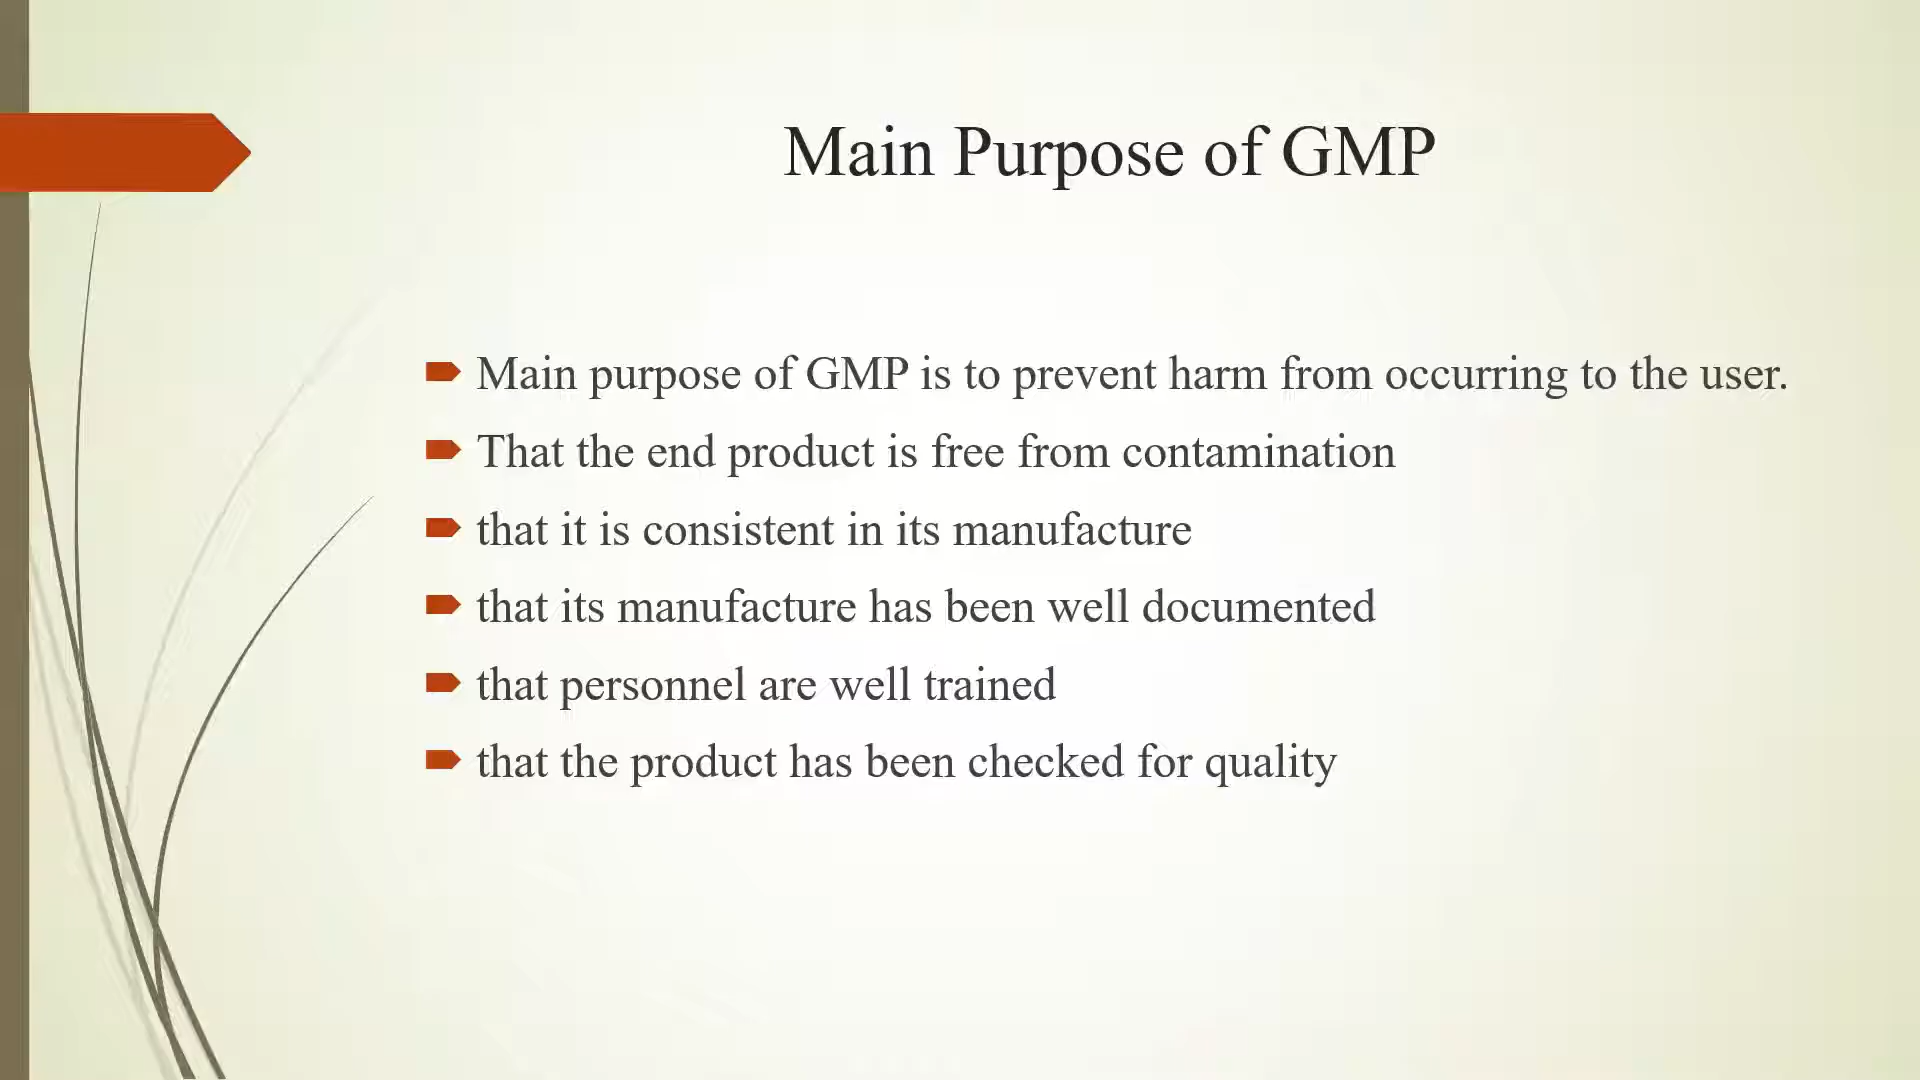 Main Purpose of GMP
Main purpose of GMP is to prevent harm from occurring to the user.
That the end product is free from contamination
that it is consistent in its manufacture
that its manufacture has been well documented
that personnel are well trained
that the product has been checked for quality